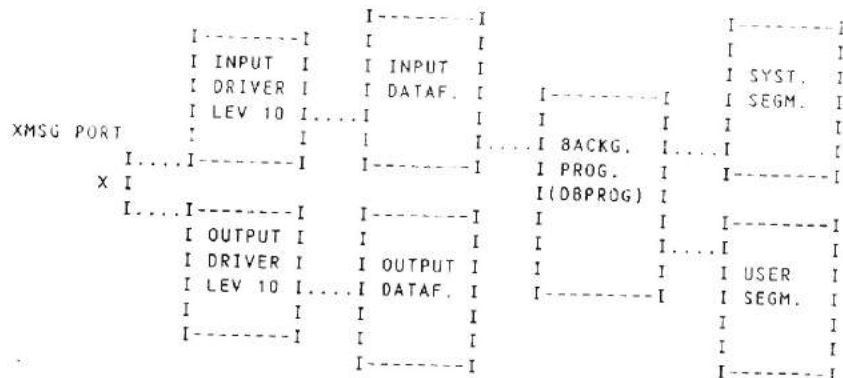 INPUT
DRIVER
LEV 10
INPUT
DATAF.
SYST.
SEGM.
XMSG PORT
X
BACKG.
PROG.
(DBPROG)
OUTPUT
DRIVER
LEV 10
OUTPUT
DATAF.
USER
SEGM.